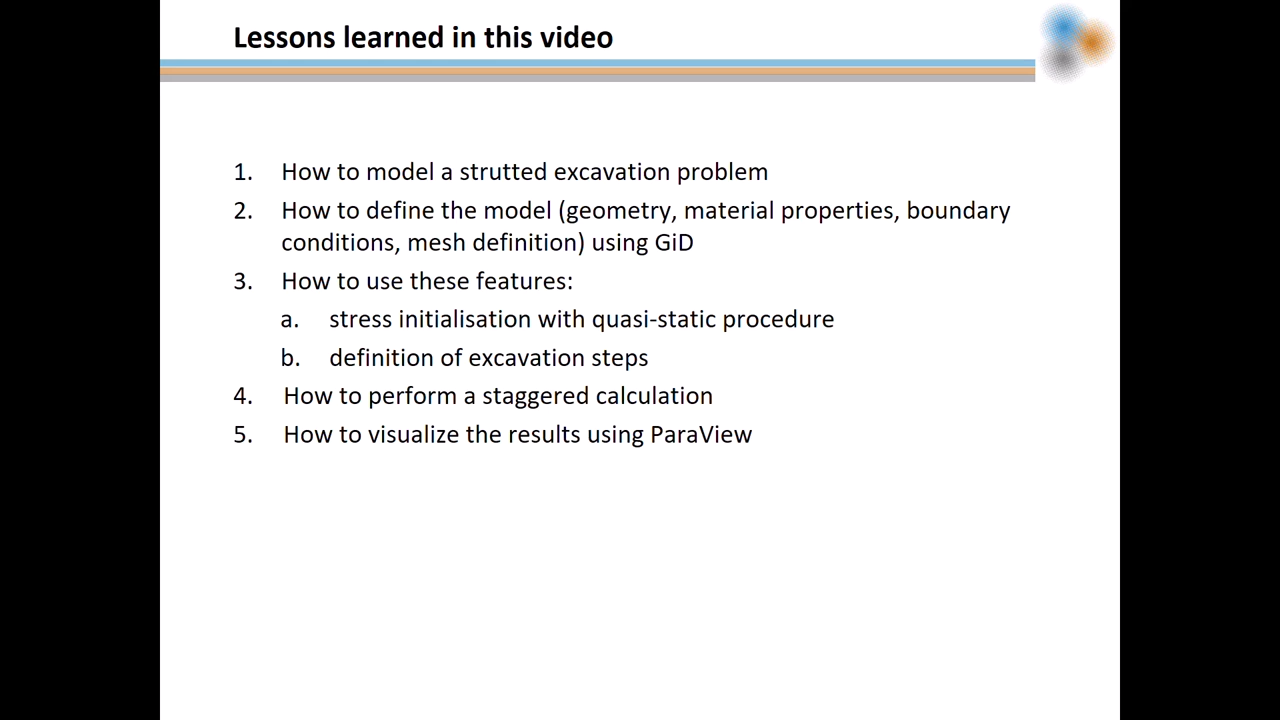 Lessons learned in this video
1. How to model a strutted excavation problem
2. How to define the model (geometry, material properties, boundary
conditions, mesh definition) using GiD
3. How to use these features:
a. stress initialisation with quasi-static procedure
b. definition of excavation steps
4. How to perform a staggered calculation
5. How to visualize the results using ParaView